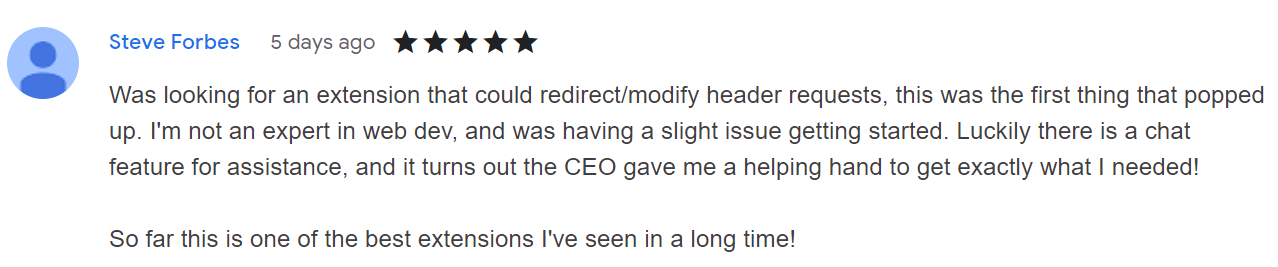 Steve Forbes 5 days ago ★★★★★
Was looking for an extension that could redirect/modify header requests, this was the first thing that popped
up. I'm not an expert in web dev, and was having a slight issue getting started. Luckily there is a chat
feature for assistance, and it turns out the CEO gave me a helping hand to get exactly what I needed!
So far this is one of the best extensions I've seen in a long time!